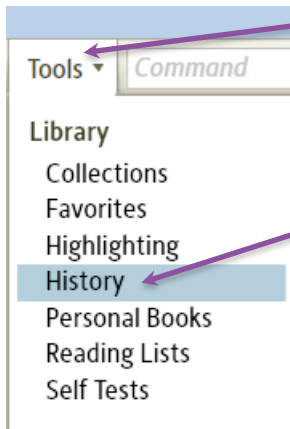 Tools ▾ Command
Library
Collections
Favorites
Highlighting
History
Personal Books
Reading Lists
Self Tests